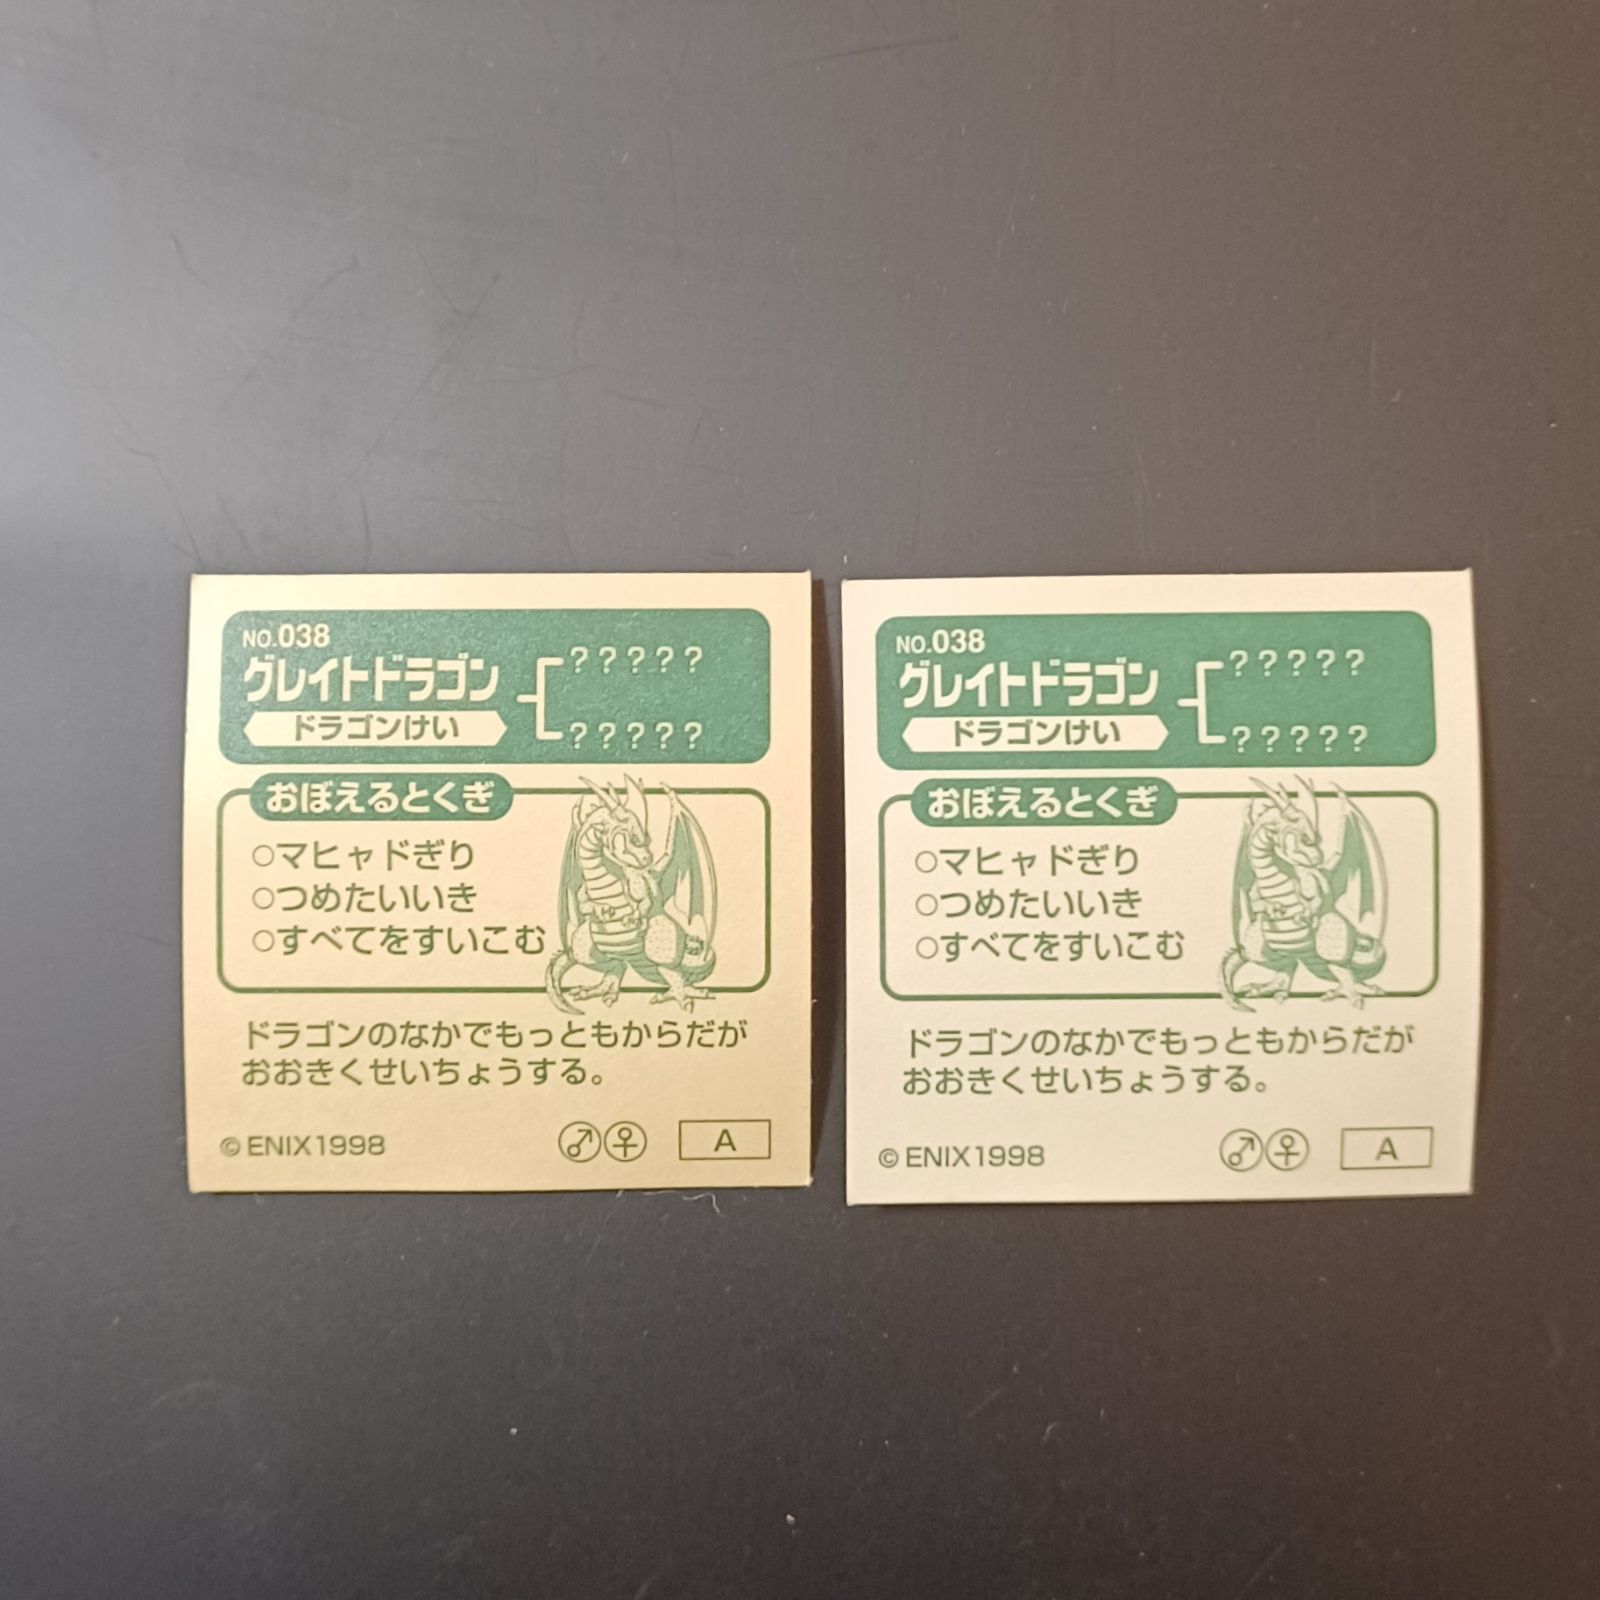 NO.038
グレイトドラゴン
?????
?????
ドラゴンけい
おぼえるとくぎ
○マヒャドぎり
○つめたいいき
○すべてをすいこむ
ドラゴンのなかでもっともからだが
おおきくせいちょうする。
© ENIX1998
♂♀
A
NO.038
グレイトドラゴン
?????
?????
ドラゴンけい
おぼえるとくぎ
○マヒャドぎり
○つめたいいき
○すべてをすいこむ
ドラゴンのなかでもっともからだが
おおきくせいちょうする。
© ENIX1998
♂♀
A